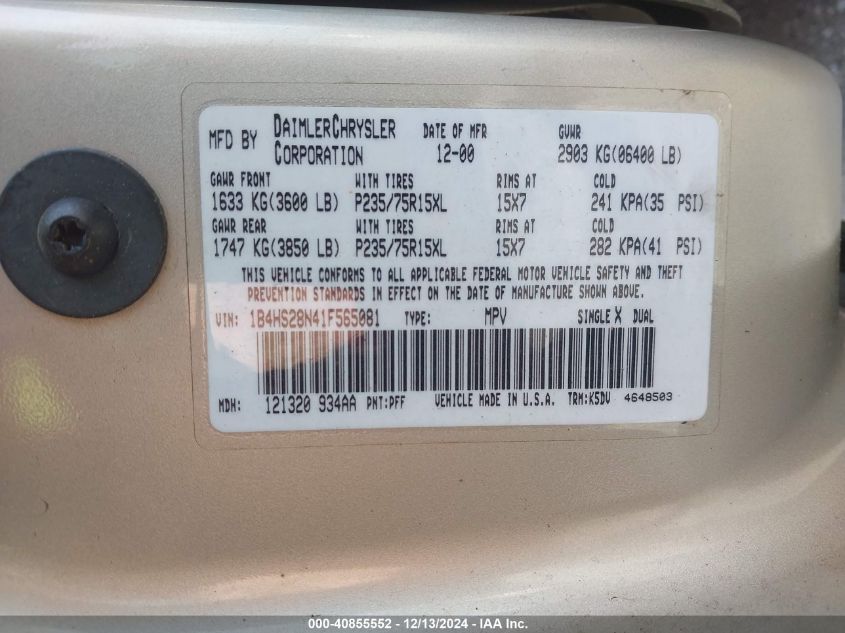 MFD BY DAIMLERCHRYSLER CORPORATION DATE OF MFR 12-00 GVWR 2903 KG(06400 LB)
GAWR FRONT WITH TIRES RIMS AT COLD
1633 KG(3600 LB) P235/75R15XL 15X7 241 KPA(35 PSI)
GAWR REAR WITH TIRES RIMS AT COLD
1747 KG(3850 LB) P235/75R15XL 15X7 282 KPA(41 PSI)
THIS VEHICLE CONFORMS TO ALL APPLICABLE FEDERAL MOTOR VEHICLE SAFETY AND THEFT
PREVENTION STANDARDS IN EFFECT ON THE DATE OF MANUFACTURE SHOWN ABOVE.
VIN: 1B4HS28N41F565081 TYPE: MPV SINGLE X DUAL
MDH: 121320 934AA PNT:PFF VEHICLE MADE IN U.S.A. TRM:K5DV 4648503
000-40855552 - 12/13/2024 - IAA Inc.